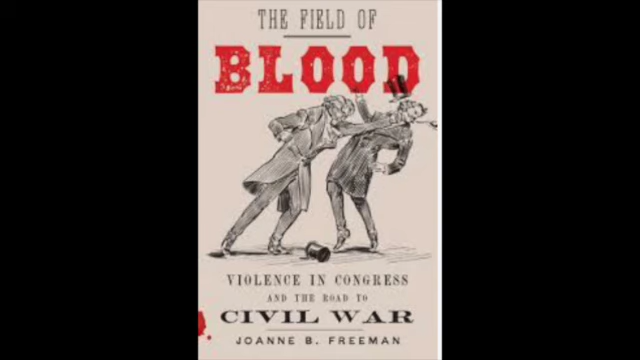 THE FIELD OF
BLOOD
VIOLENCE IN CONGRESS
AND THE ROAD TO
CIVIL WAR
JOANNE B. FREEMAN